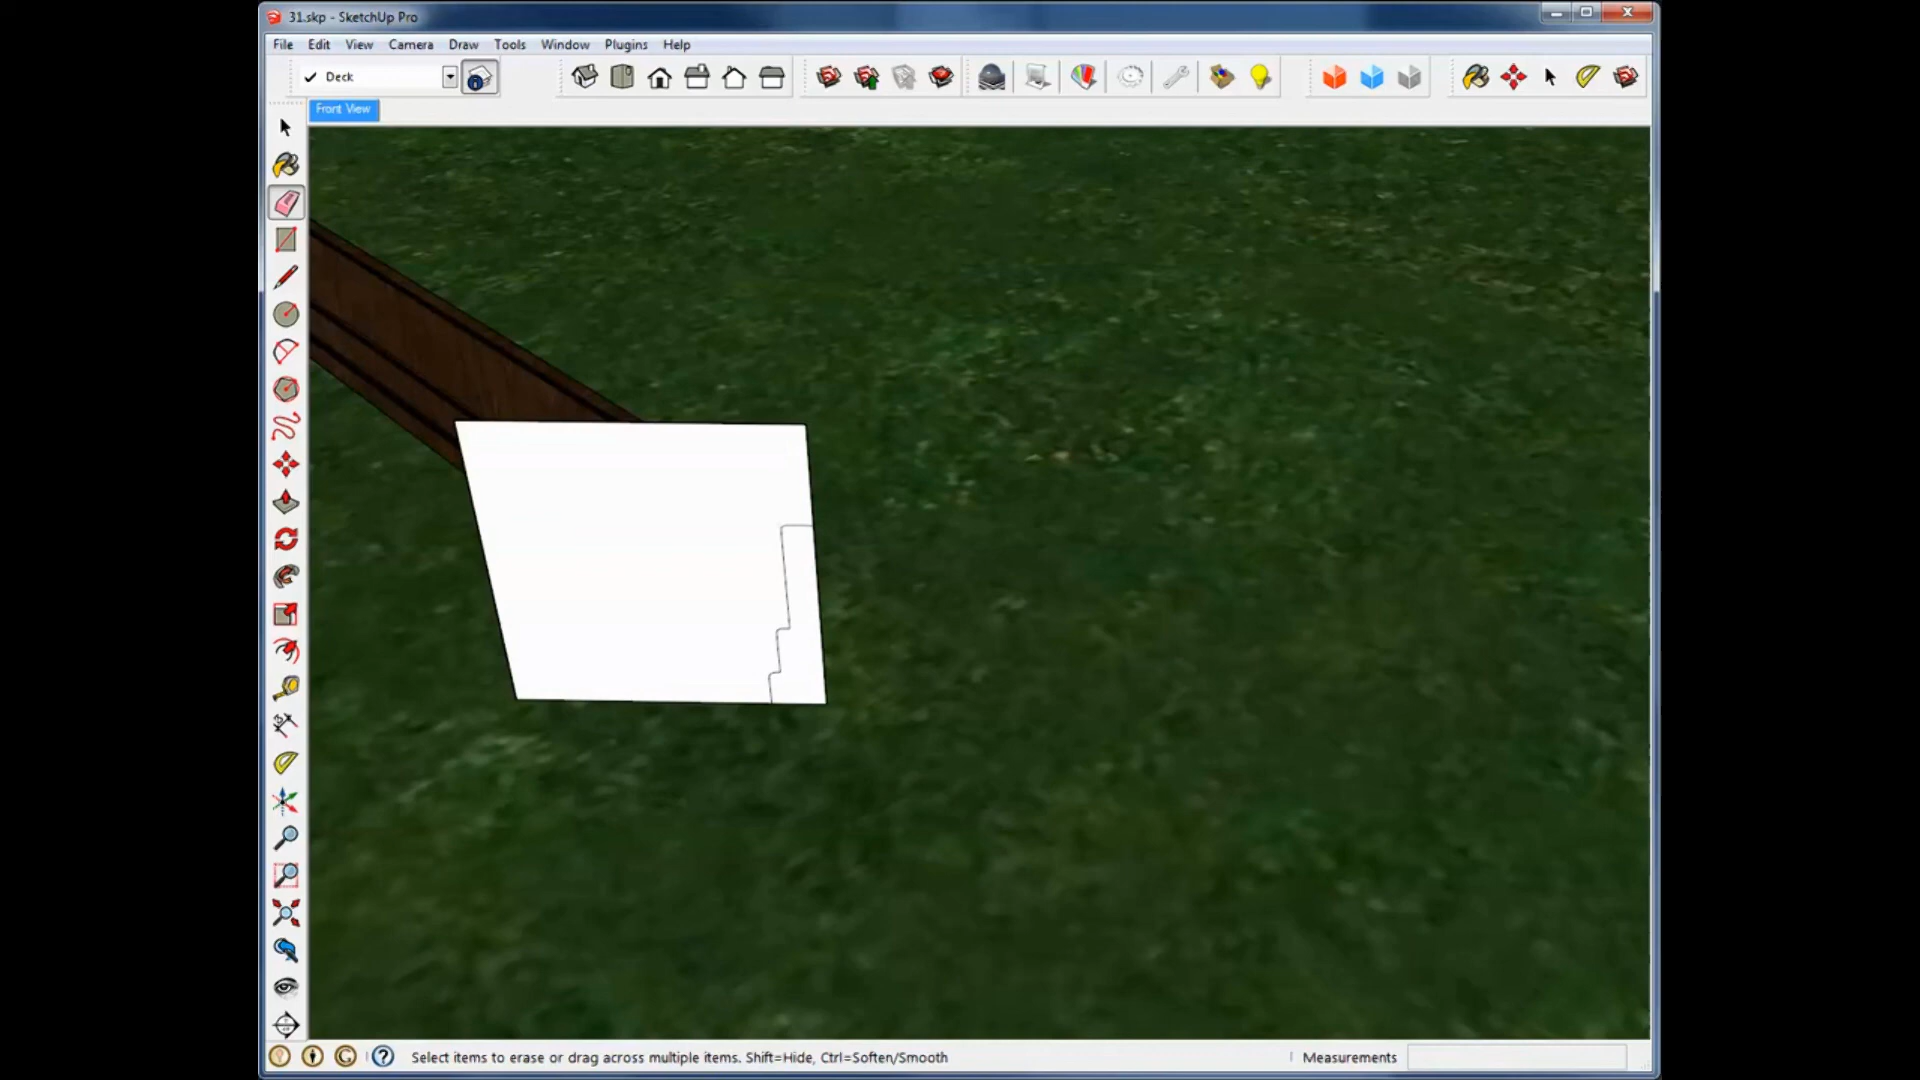 31.skp - SketchUp Pro
File Edit View Camera Draw Tools Window Plugins Help
Deck
Front View
Select items to erase or drag across multiple items. Shift=Hide, Ctrl=Soften/Smooth
Measurements